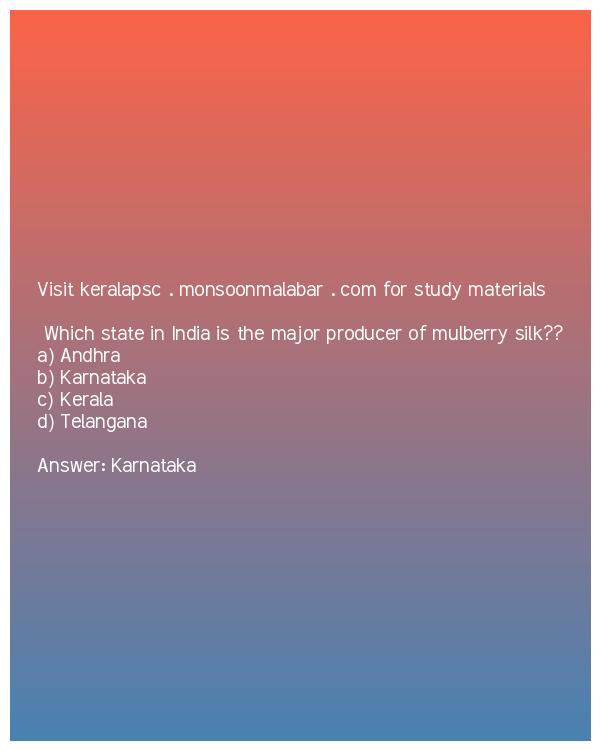 Visit keralapsc . monsoonmalabar . com for study materials
Which state in India is the major producer of mulberry silk??
a) Andhra
b) Karnataka
c) Kerala
d) Telangana
Answer: Karnataka